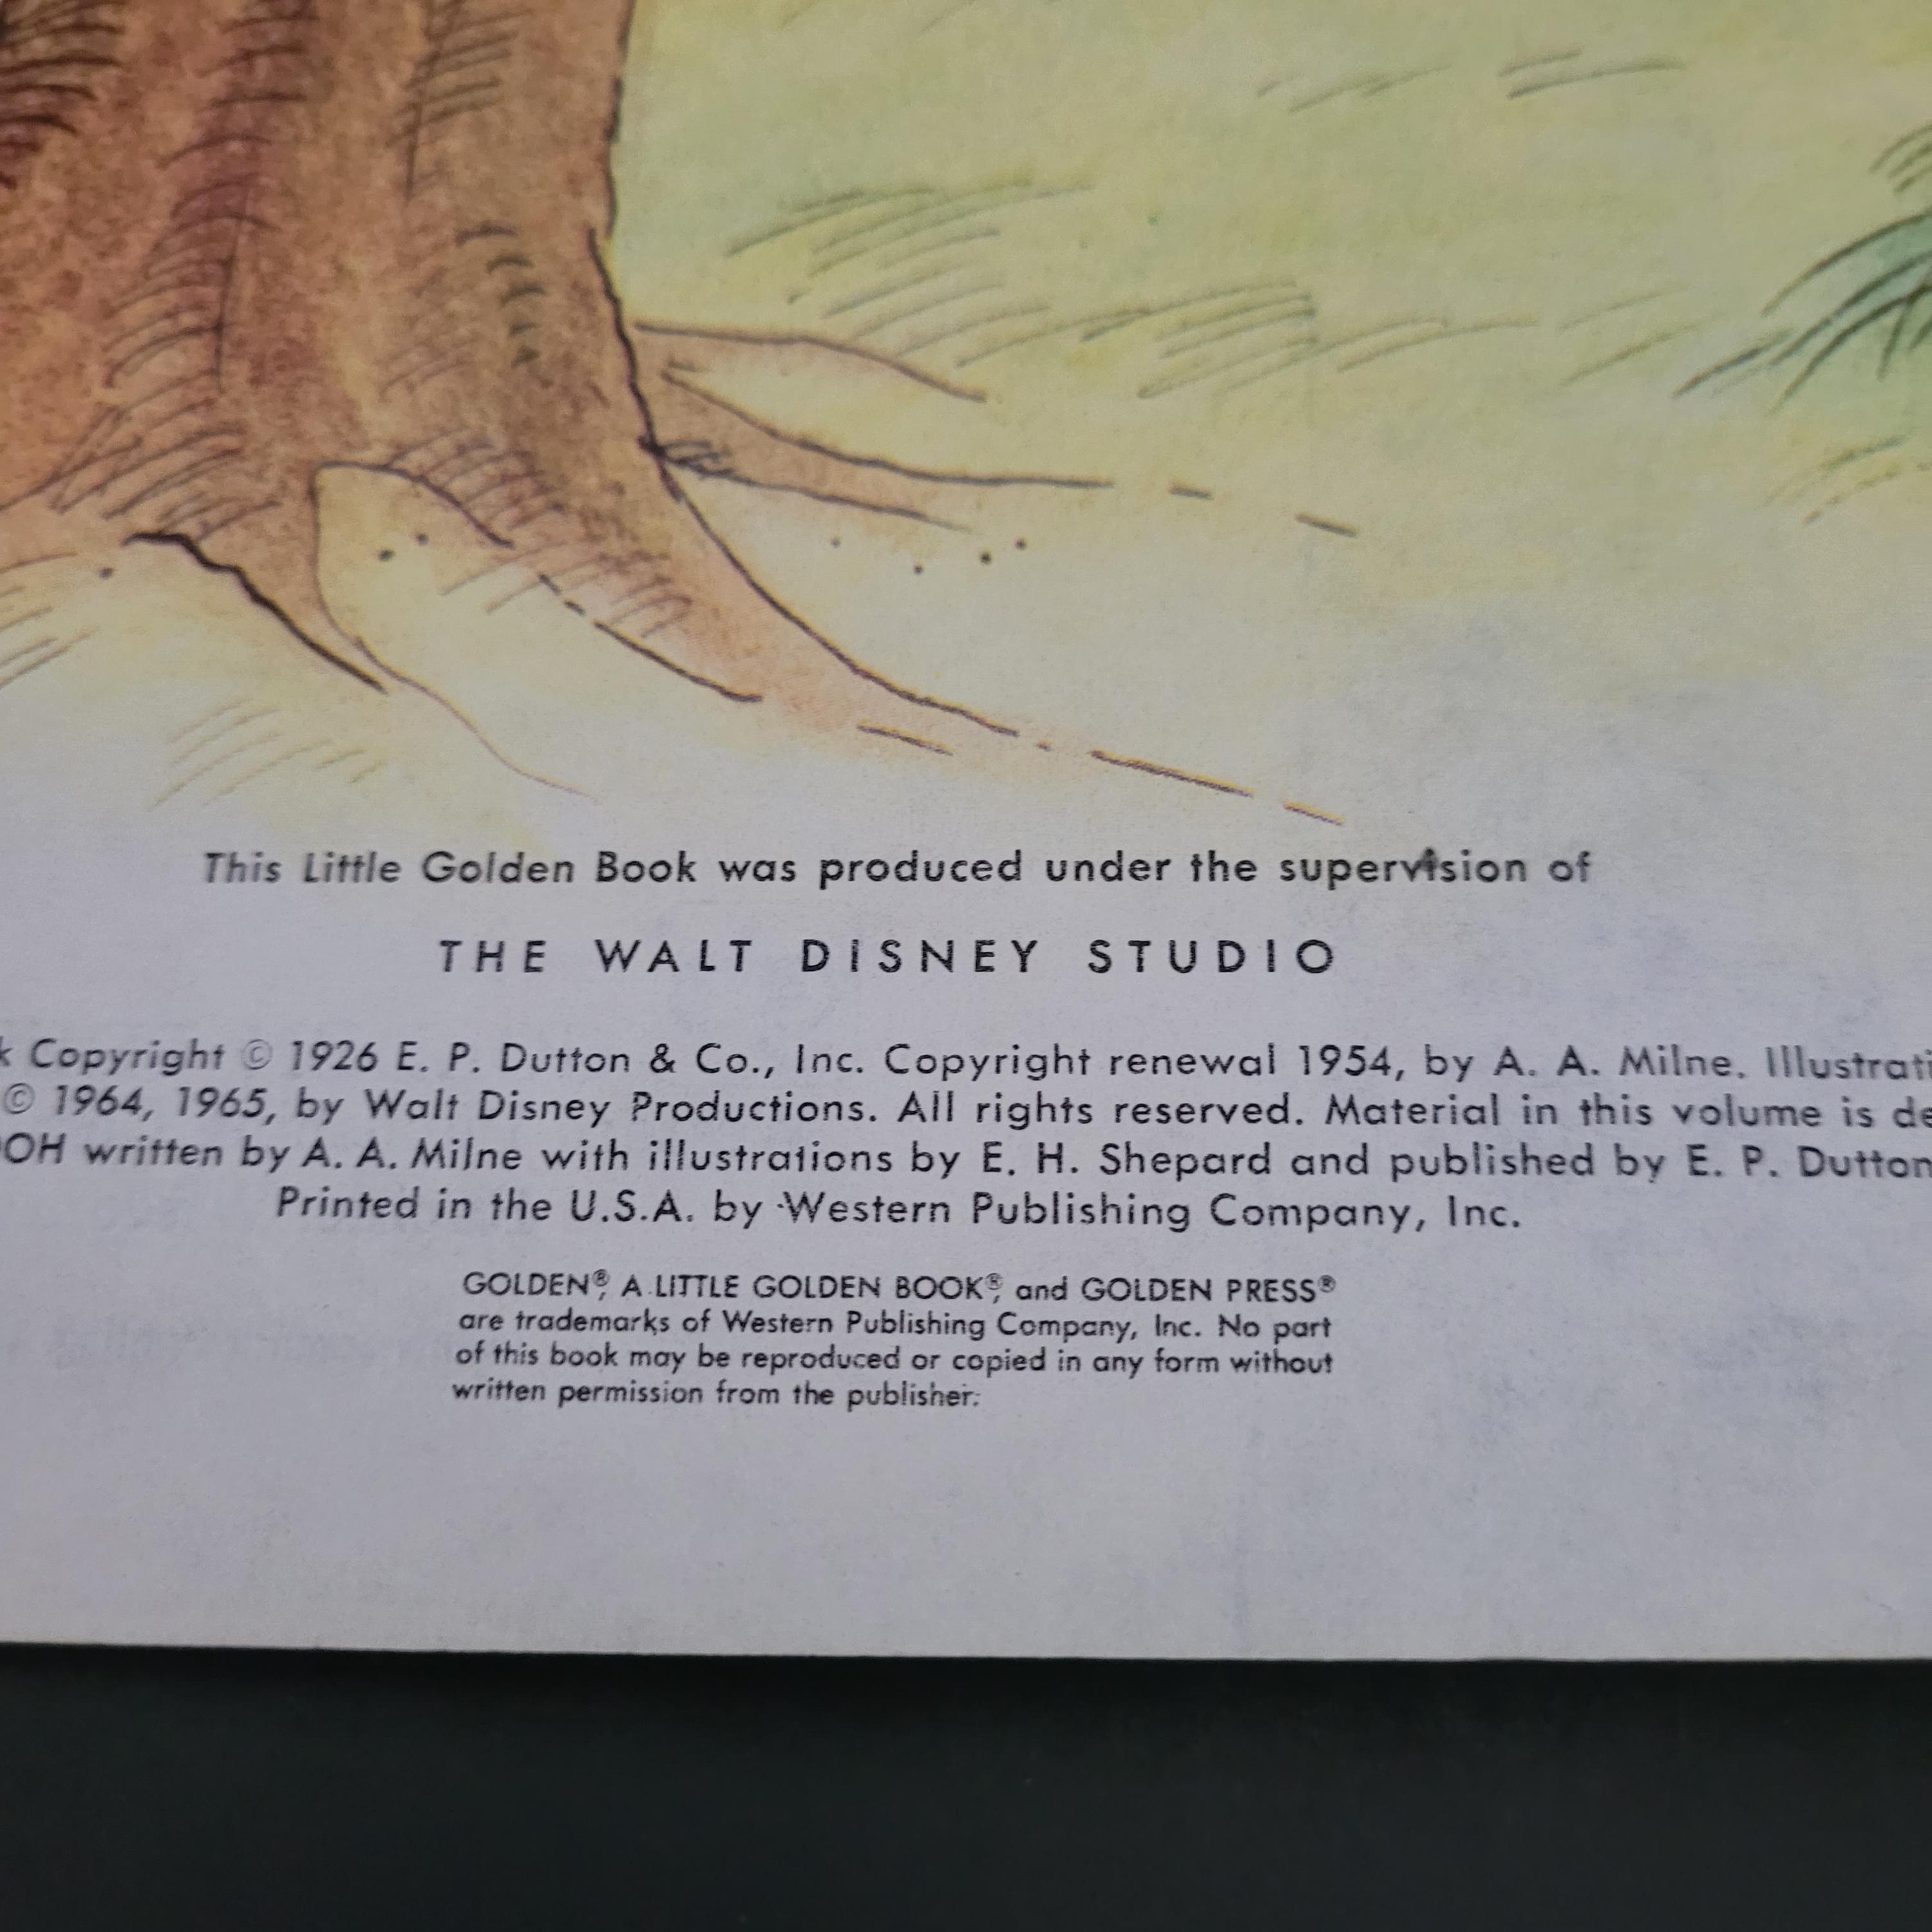 This Little Golden Book was produced under the supervision of
THE WALT DISNEY STUDIO
k Copyright © 1926 E. P. Dutton & Co., Inc. Copyright renewal 1954, by A. A. Milne. Illustrati
© 1964, 1965, by Walt Disney Productions. All rights reserved. Material in this volume is de
OOH written by A. A. Milne with illustrations by E. H. Shepard and published by E. P. Dutton
Printed in the U.S.A. by Western Publishing Company, Inc.
GOLDEN®, A LITTLE GOLDEN BOOK®, and GOLDEN PRESS®
are trademarks of Western Publishing Company, Inc. No part
of this book may be reproduced or copied in any form without
written permission from the publisher.